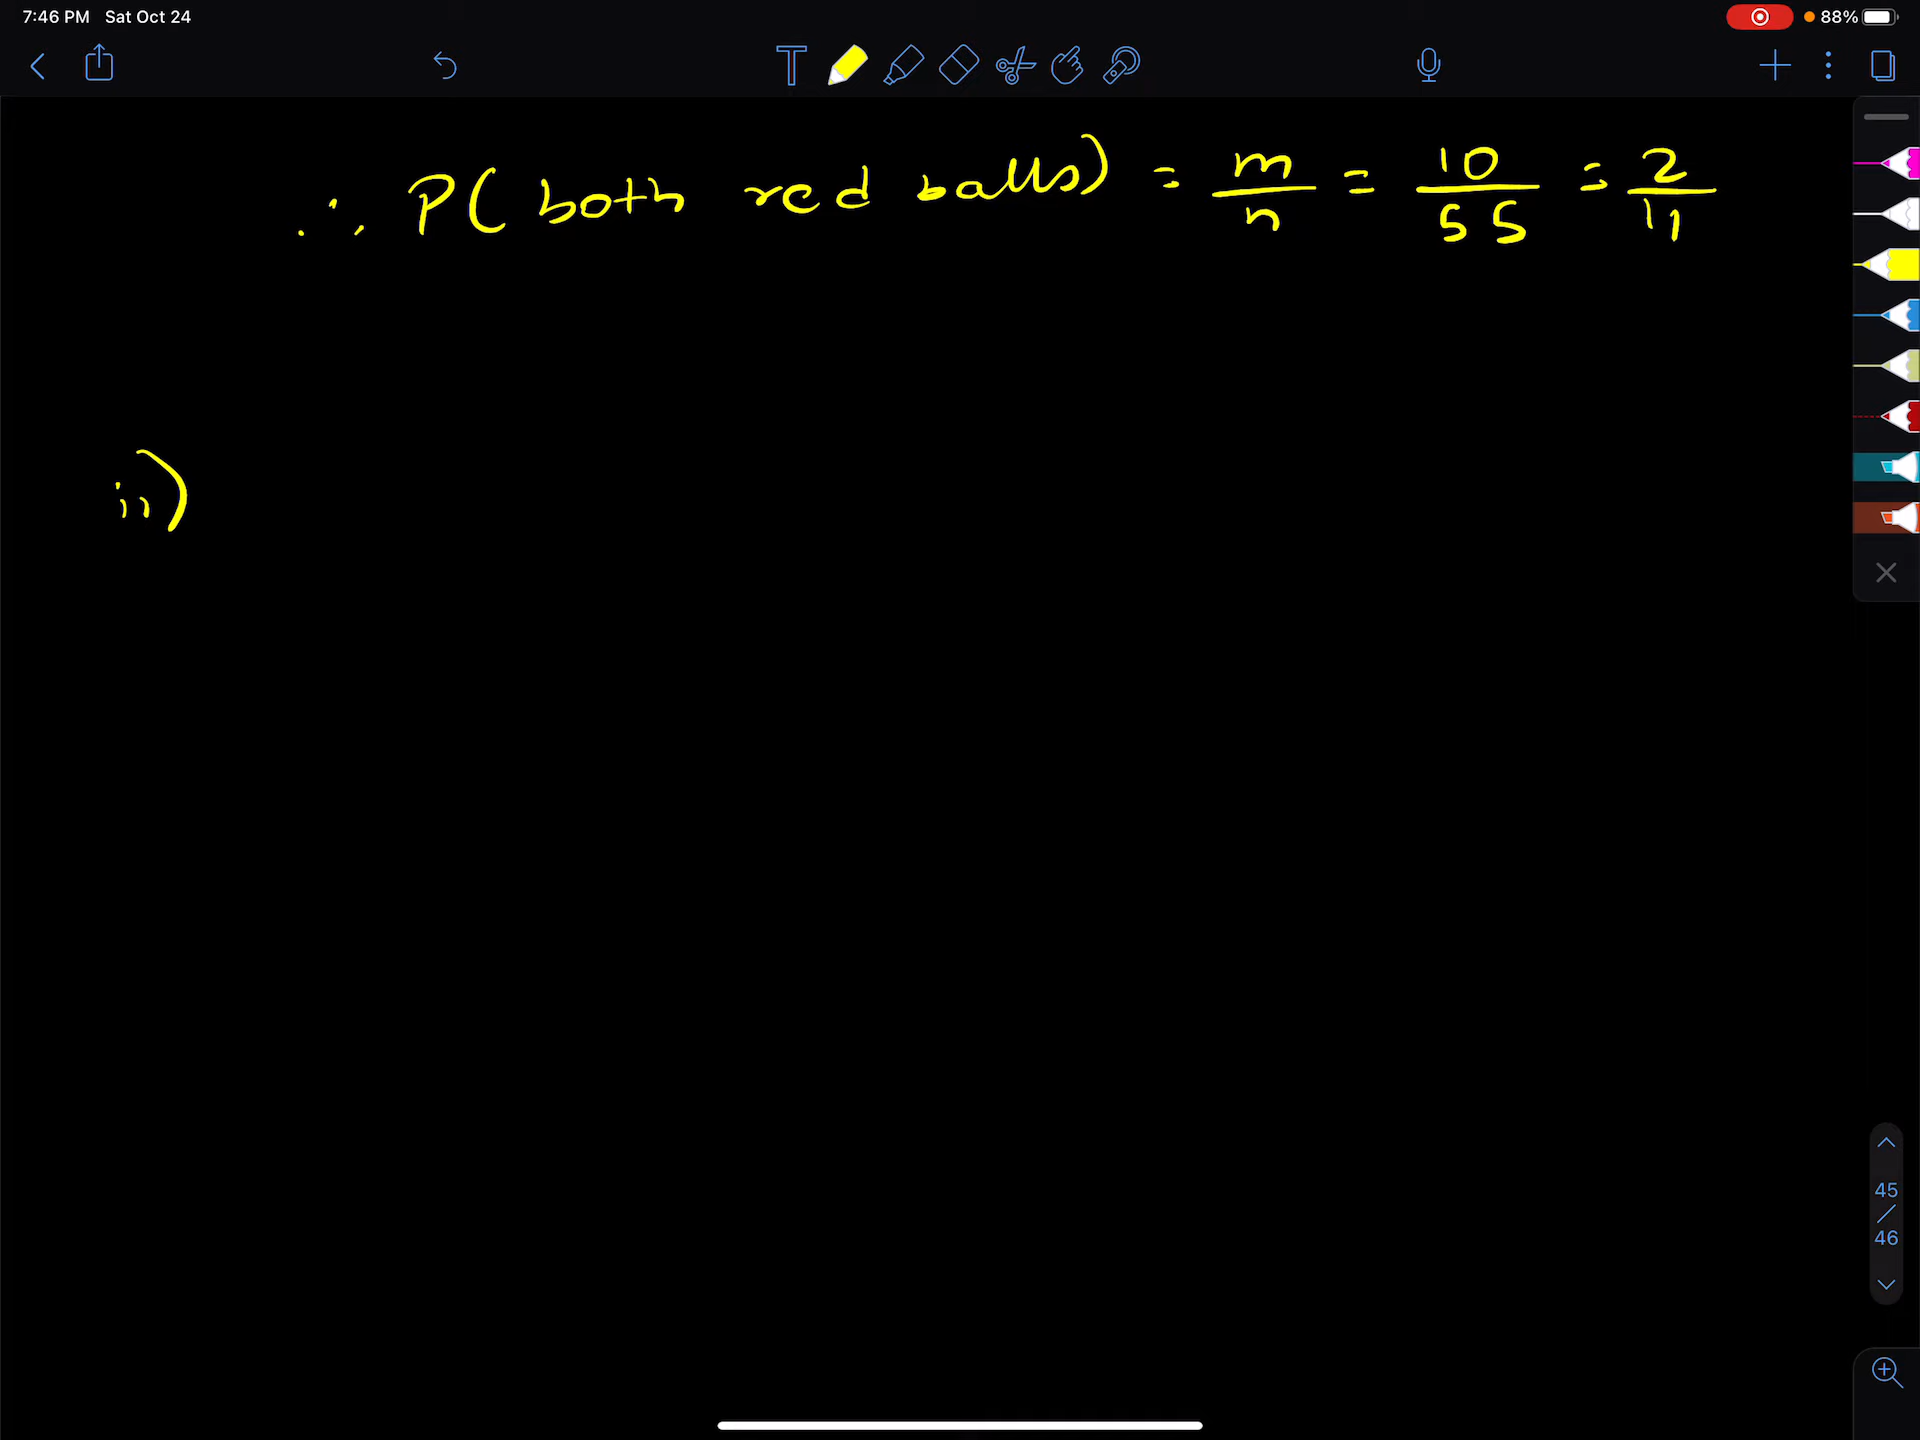 7:46 PM Sat Oct 24 88%
∴ P( both red balls) = m/n = 10/55 = 2/11
ii)
45
/
46